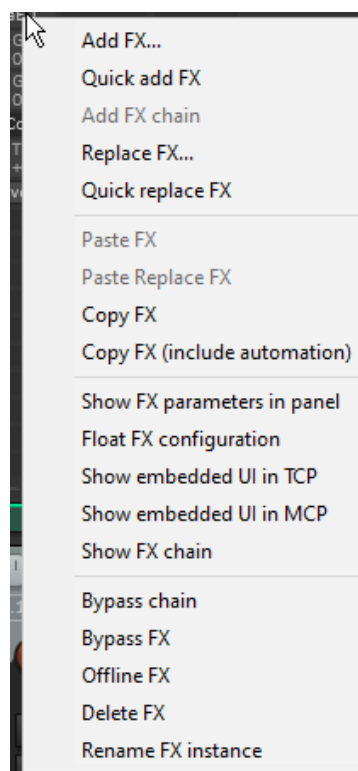 Add FX...
Quick add FX
Add FX chain
Replace FX...
Quick replace FX
Paste FX
Paste Replace FX
Copy FX
Copy FX (include automation)
Show FX parameters in panel
Float FX configuration
Show embedded UI in TCP
Show embedded UI in MCP
Show FX chain
Bypass chain
Bypass FX
Offline FX
Delete FX
Rename FX instance